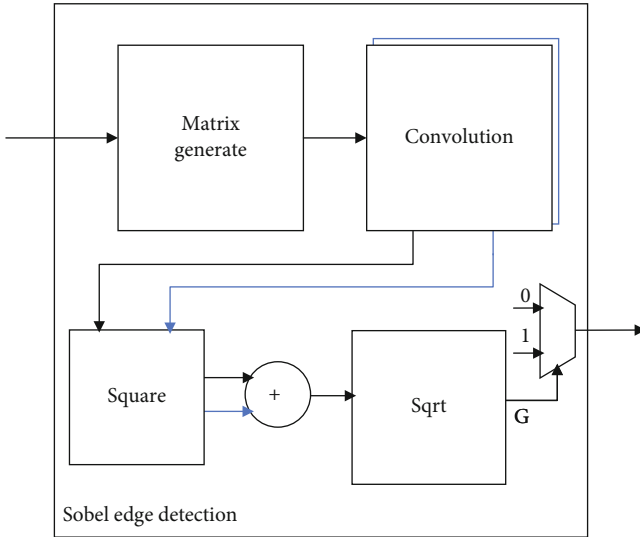 Matrix
generate
Convolution
0
1
Square
+
Sqrt
G
Sobel edge detection